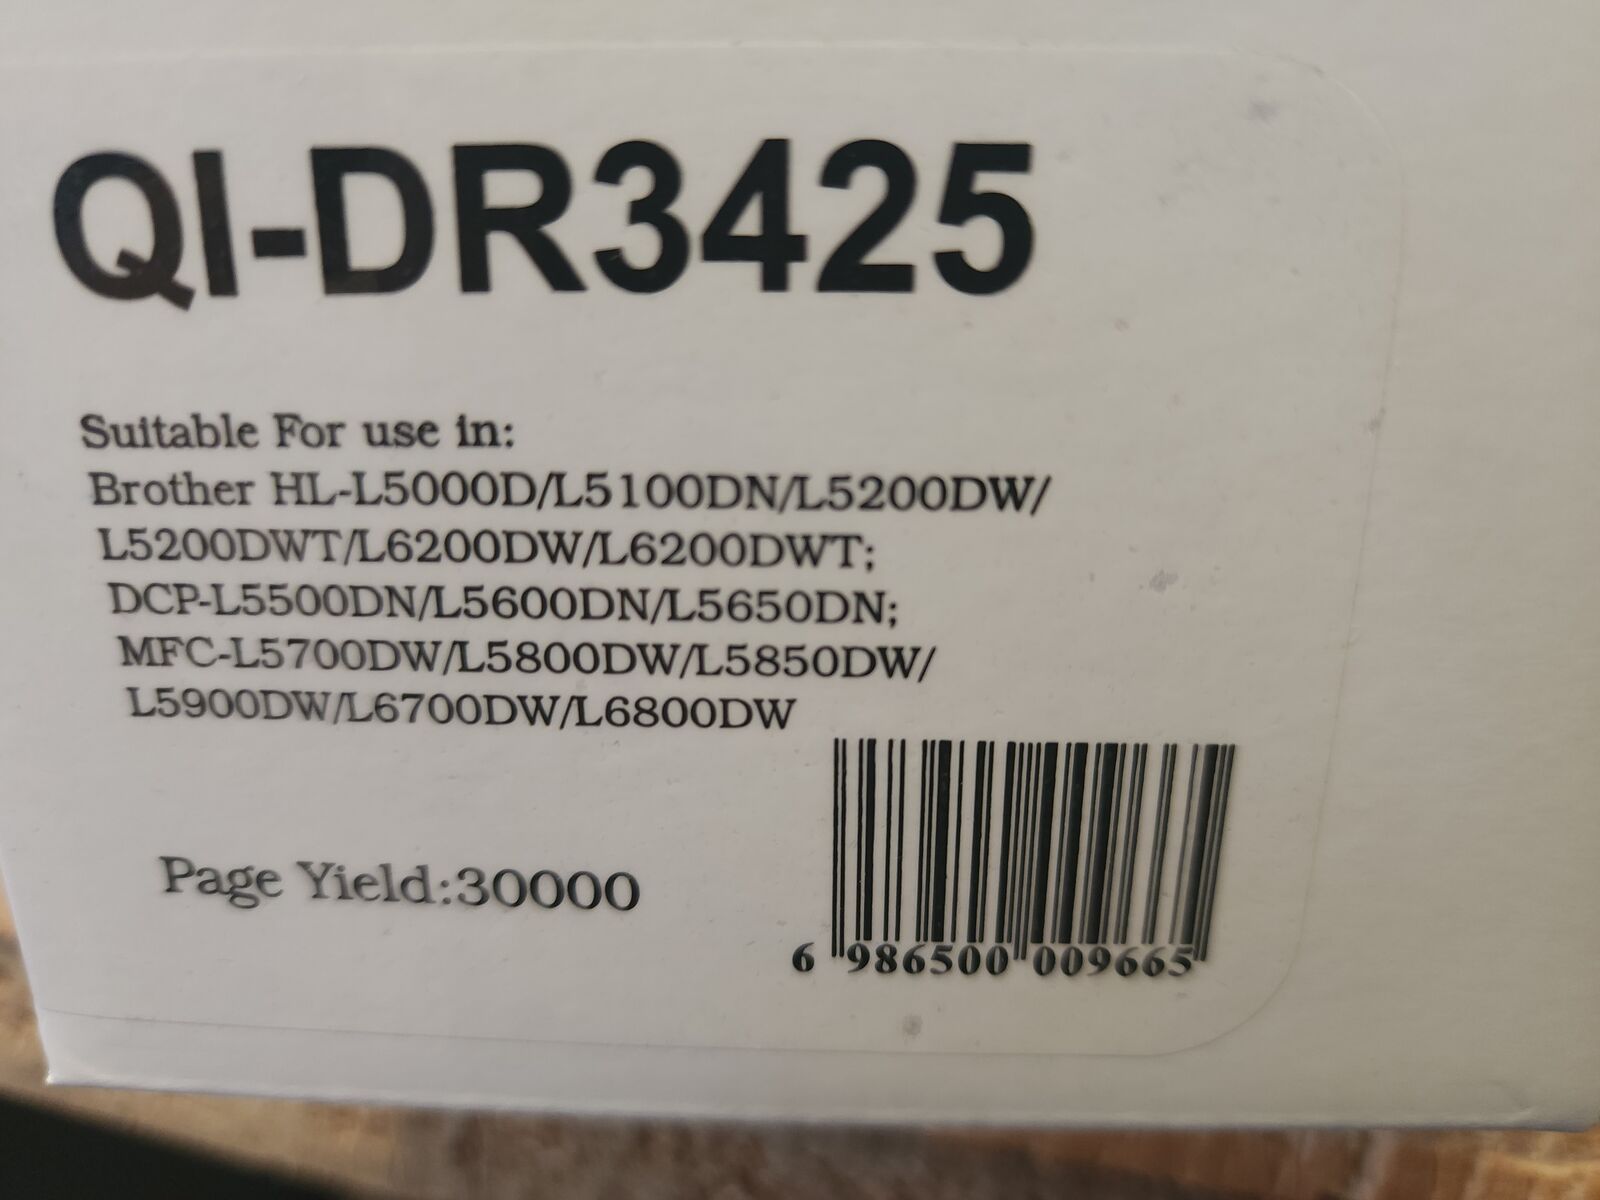 QI-DR3425
Suitable For use in:
Brother HL-L5000D/L5100DN/L5200DW/
L5200DWT/L6200DW/L6200DWT;
DCP-L5500DN/L5600DN/L5650DN;
MFC-L5700DW/L5800DW/L5850DW/
L5900DW/L6700DW/L6800DW
Page Yield:30000
6 986500 009665